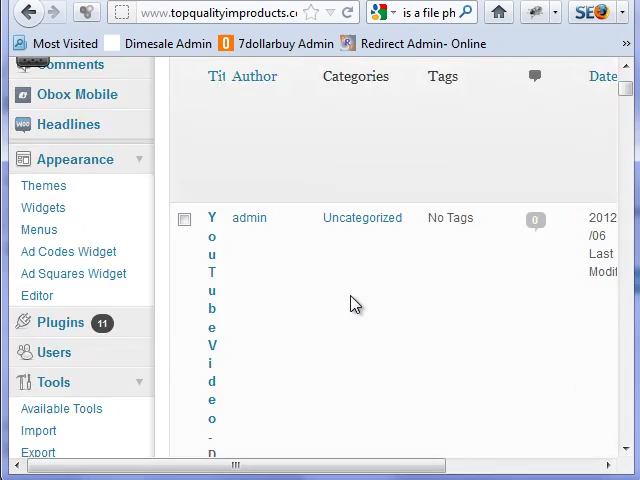 www.topqualityimproducts.cc
is a file ph
SEO
Most Visited
Dimesale Admin
7dollarbuy Admin
Redirect Admin- Online
»
Comments
Obox Mobile
Headlines
Appearance
Themes
Widgets
Menus
Ad Codes Widget
Ad Squares Widget
Editor
Plugins 11
Users
Tools
Available Tools
Import
Export
Tit Author Categories Tags Date
Y
o
u
T
u
b
e
V
i
d
e
o
-
D
admin
Uncategorized
No Tags
0
2012
/06
Last
Modif